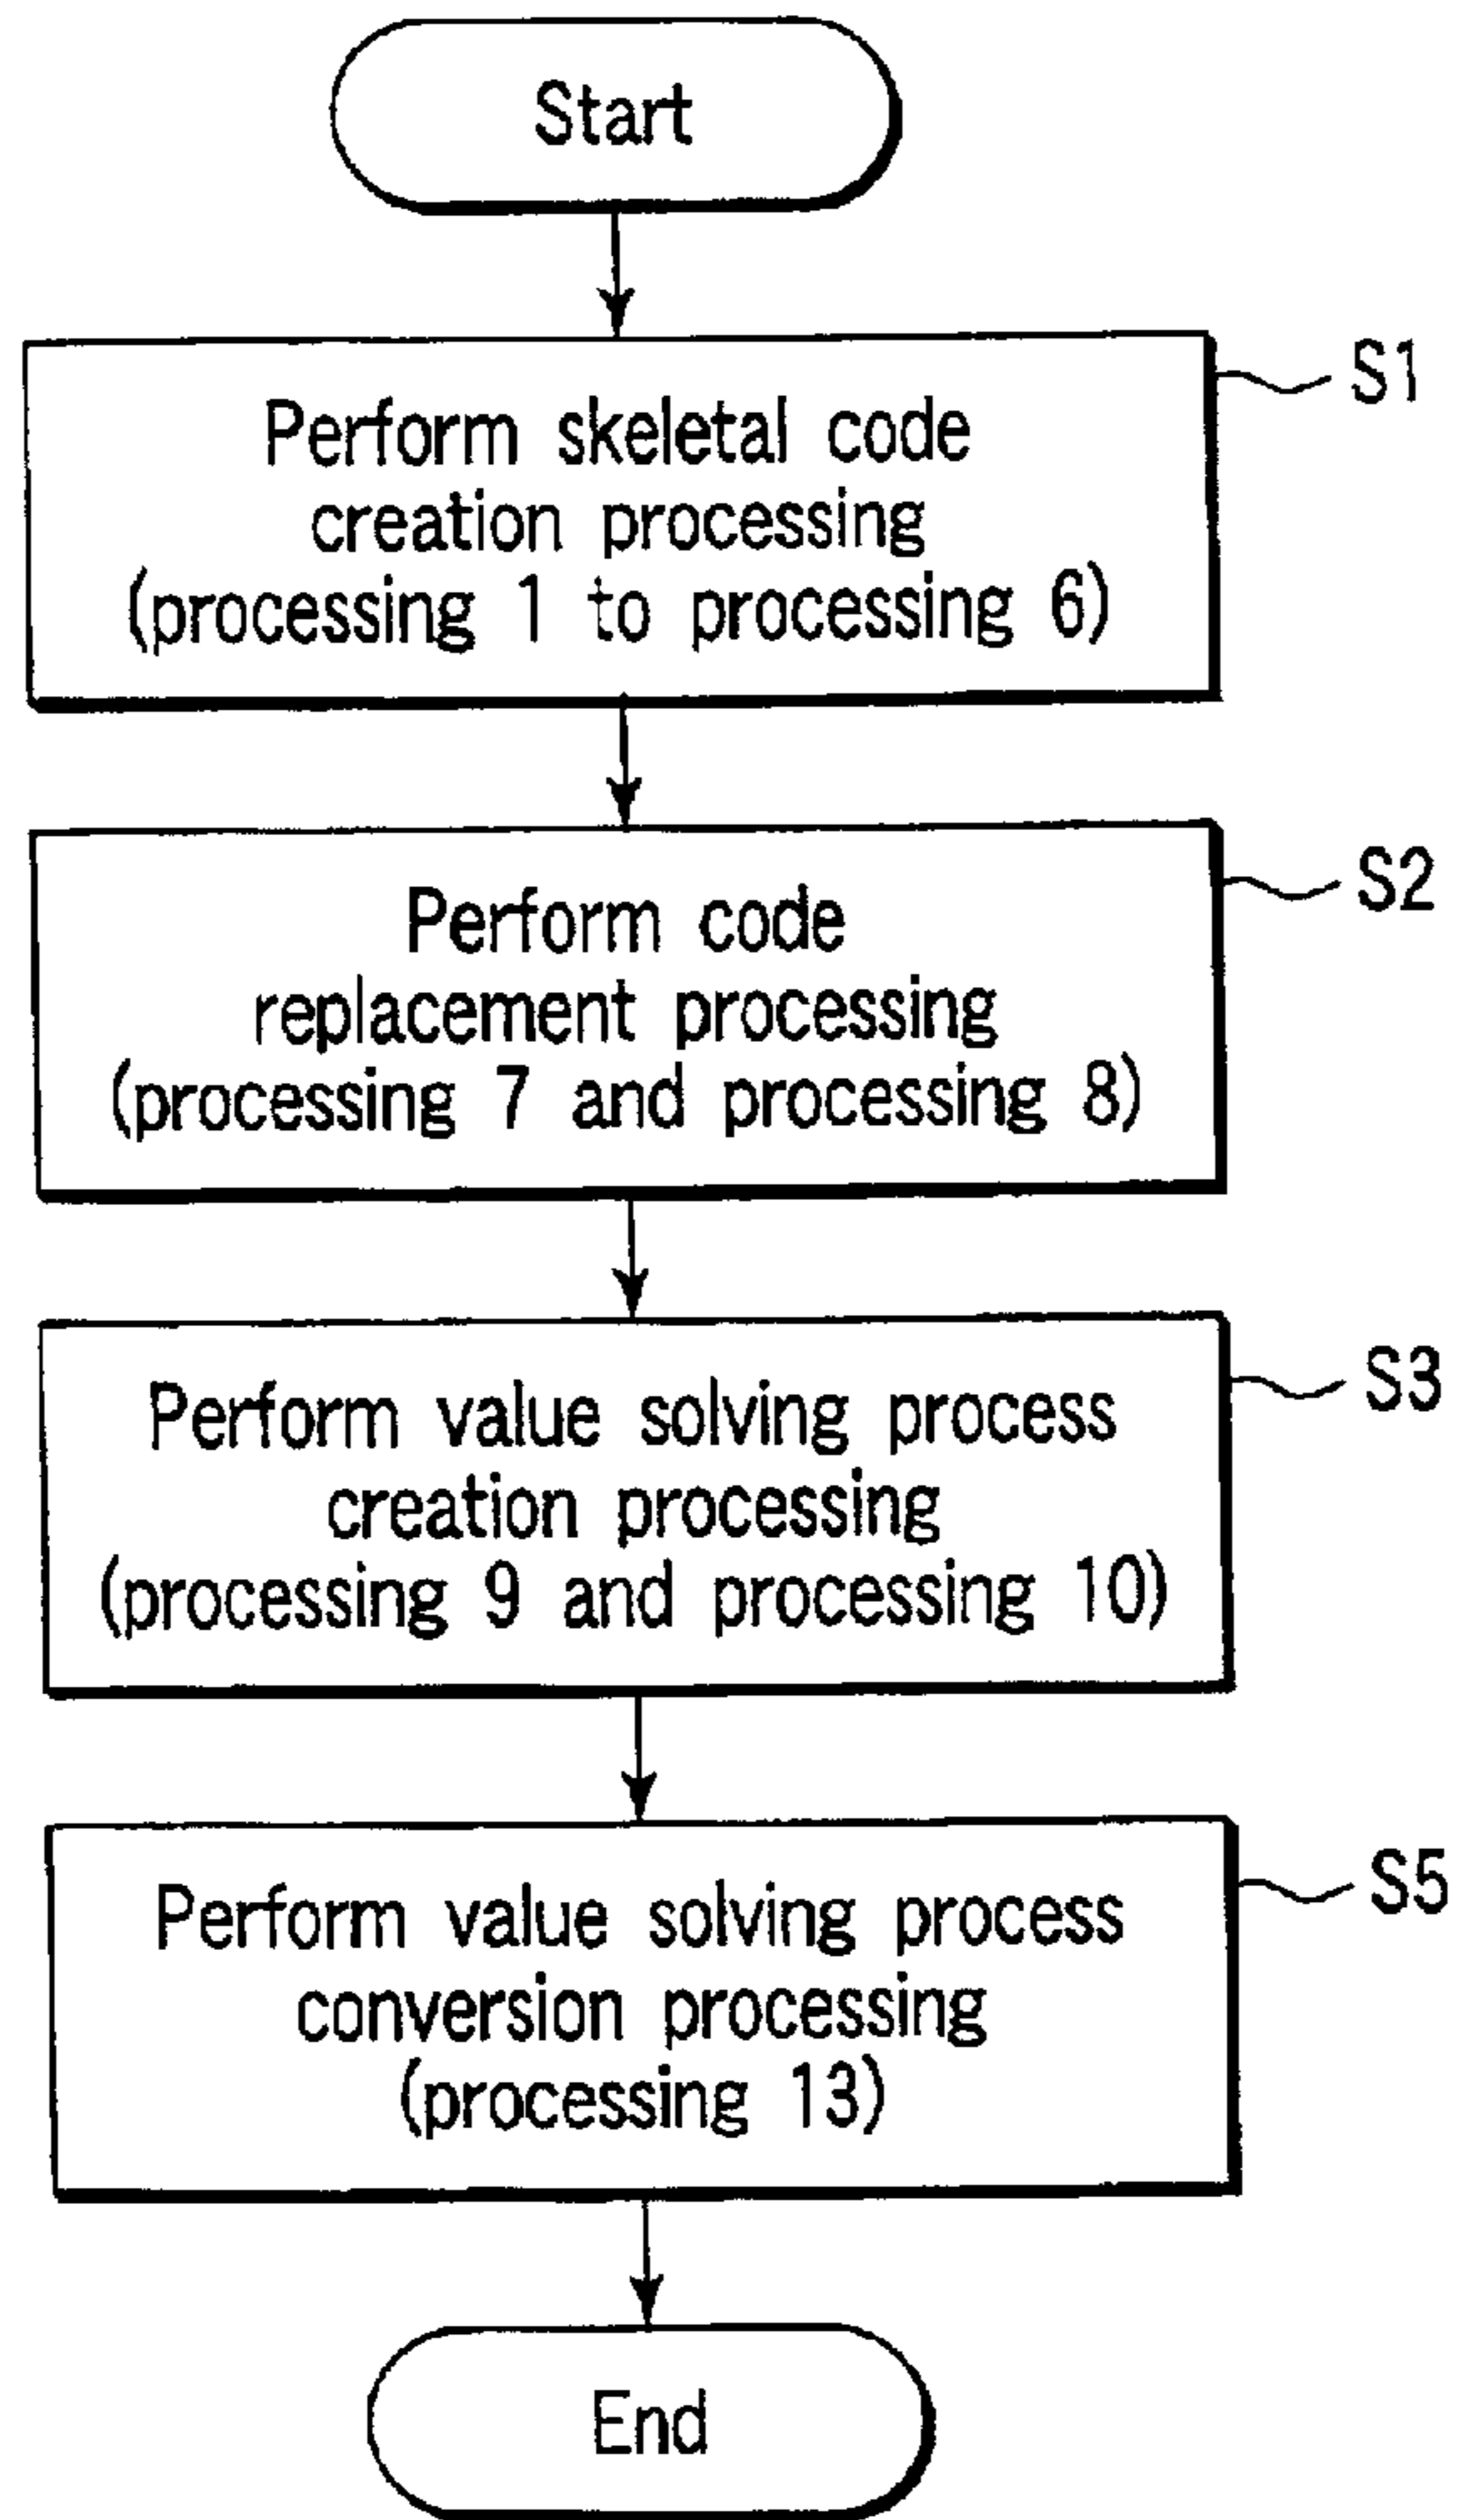 Start
S1
Perform skeletal code
creation processing
(processing 1 to processing 6)
S2
Perform code
replacement processing
(processing 7 and processing 8)
S3
Perform value solving process
creation processing
(processing 9 and processing 10)
S5
Perform value solving process
conversion processing
(processing 13)
End